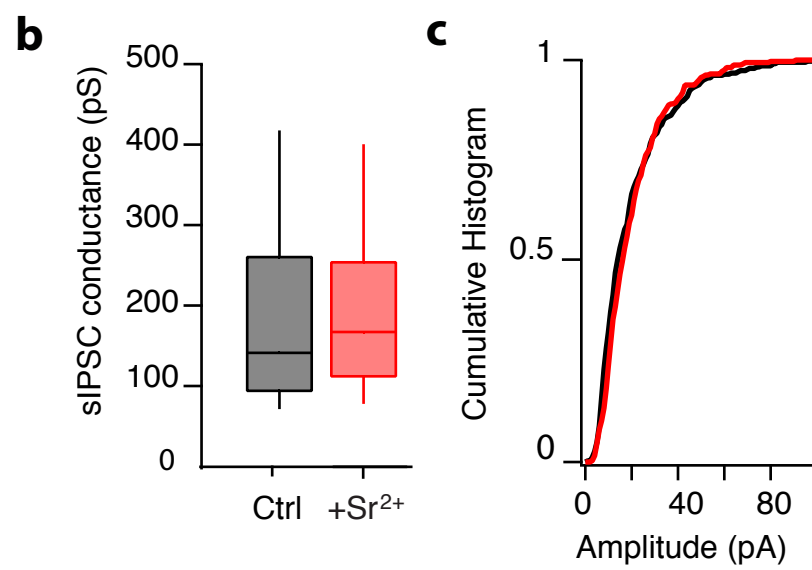 b
sIPSC conductance (pS)
500
400
300
200
100
0
Ctrl +Sr²⁺
c
Cumulative Histogram
1
0.5
0
0 40 80
Amplitude (pA)